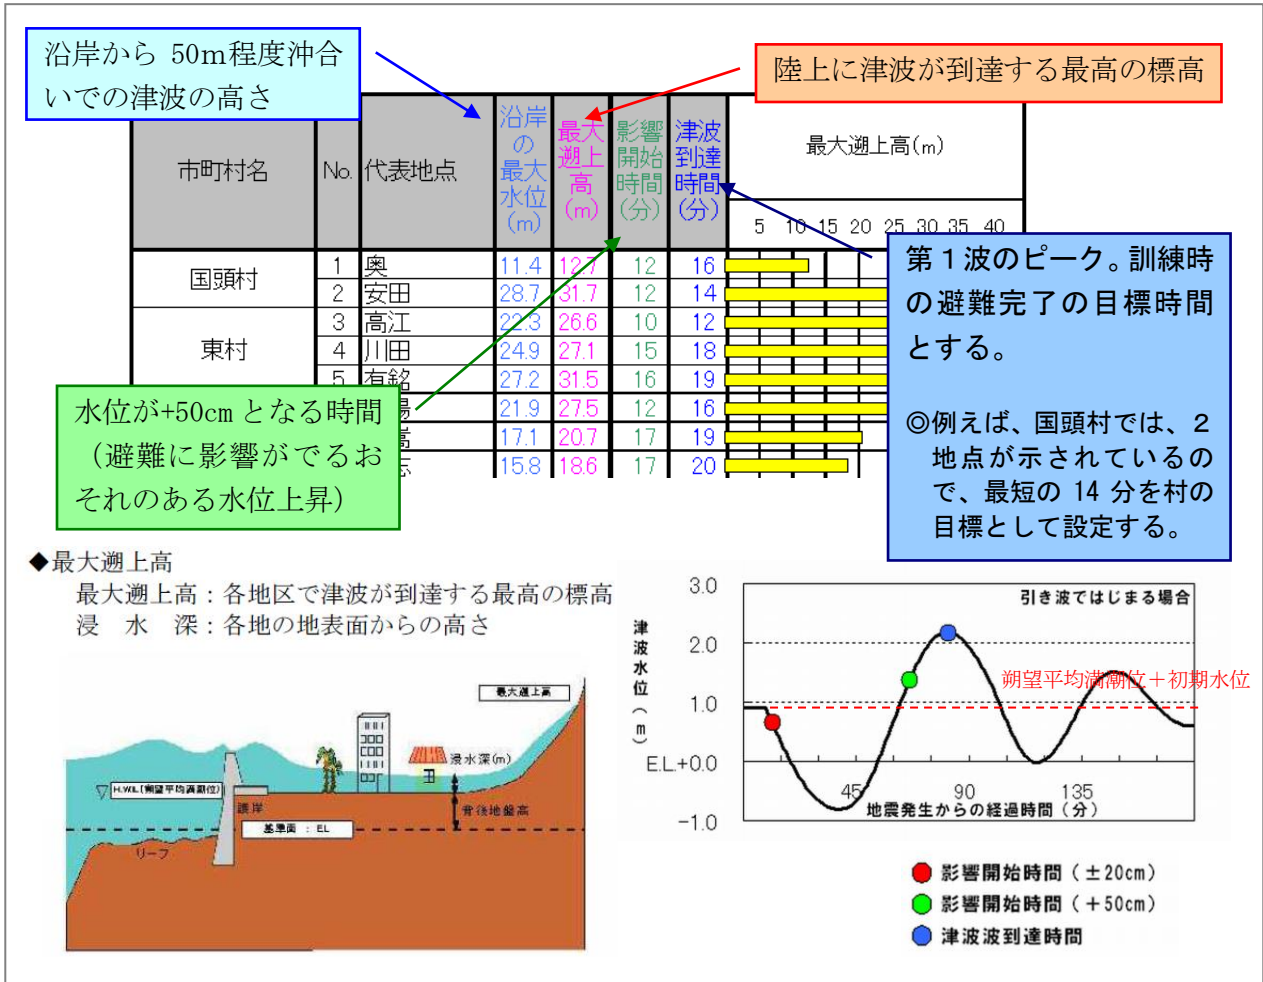 沿岸から 50m程度沖合
いでの津波の高さ
陸上に津波が到達する最高の標高
市町村名
No.
代表地点
沿岸
の
最大
水位
(m)
最大
遡上
高
(m)
影響
開始
時間
(分)
津波
到達
時間
(分)
最大遡上高(m)
5 10 15 20 25 30 35 40
国頭村
1 奥 11.4 12.7 12 16
2 安田 28.7 31.7 12 14
東村
3 高江 22.3 26.6 10 12
4 川田 24.9 27.1 15 18
5 有銘 27.2 31.5 16 19
21.9 27.5 12 16
17.1 20.7 17 19
15.8 18.6 17 20
第1波のピーク。訓練時
の避難完了の目標時間
とする。
◎例えば、国頭村では、2
地点が示されているの
で、最短の 14 分を村の
目標として設定する。
水位が+50cm となる時間
(避難に影響がでるお
それのある水位上昇)
◆最大遡上高
最大遡上高：各地区で津波が到達する最高の標高
浸 水 深：各地の地表面からの高さ
最大遡上高
浸水深(m)
H.W.L(朔望平均満潮位)
護岸
背後地盤高
基準面 : EL
リーフ
津波水位(m)
3.0
2.0
1.0
E.L.+0.0
-1.0
引き波ではじまる場合
朔望平均満潮位＋初期水位
45 90 135
地震発生からの経過時間(分)
影響開始時間(±20cm)
影響開始時間(+50cm)
津波波到達時間